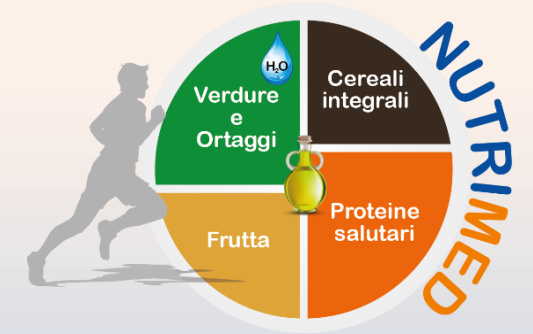 H₂O
Verdure
e
Ortaggi
Cereali
integrali
Frutta
Proteine
salutari
NUTRIMED